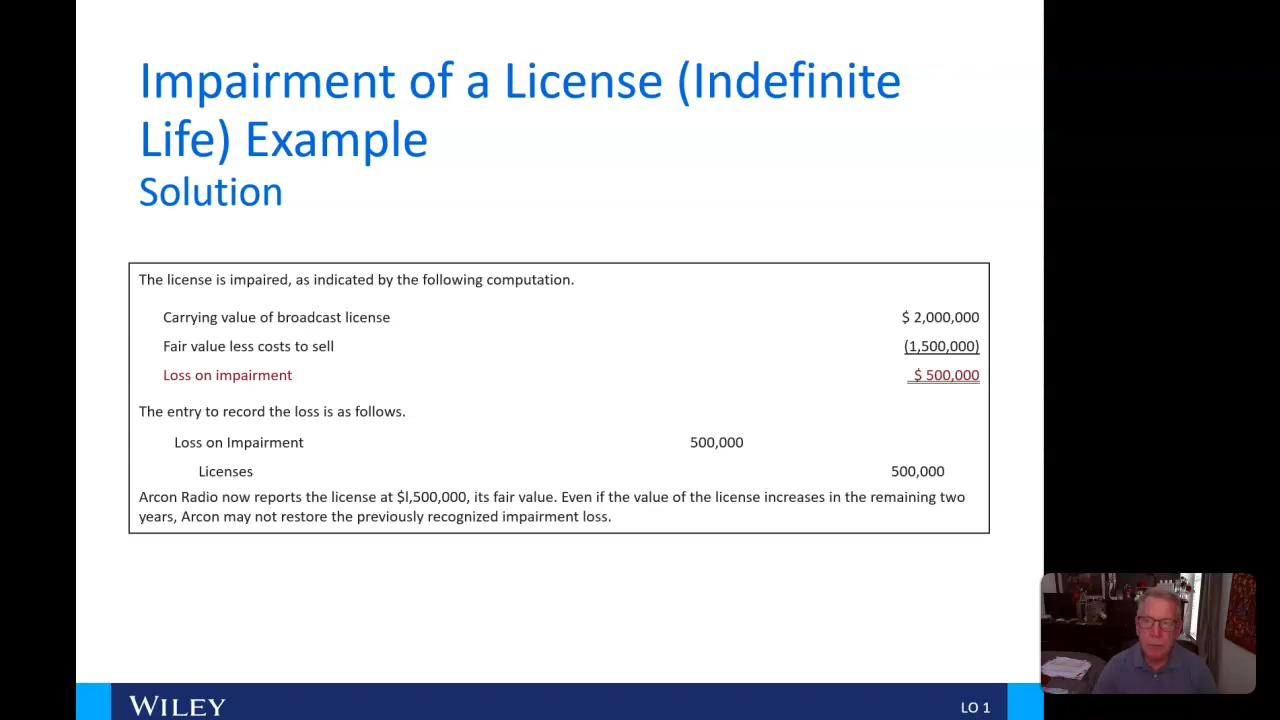 Impairment of a License (Indefinite
Life) Example
Solution
The license is impaired, as indicated by the following computation.
Carrying value of broadcast license $ 2,000,000
Fair value less costs to sell (1,500,000)
Loss on impairment $ 500,000
The entry to record the loss is as follows.
Loss on Impairment 500,000
Licenses 500,000
Arcon Radio now reports the license at $l,500,000, its fair value. Even if the value of the license increases in the remaining two
years, Arcon may not restore the previously recognized impairment loss.
WILEY LO 1